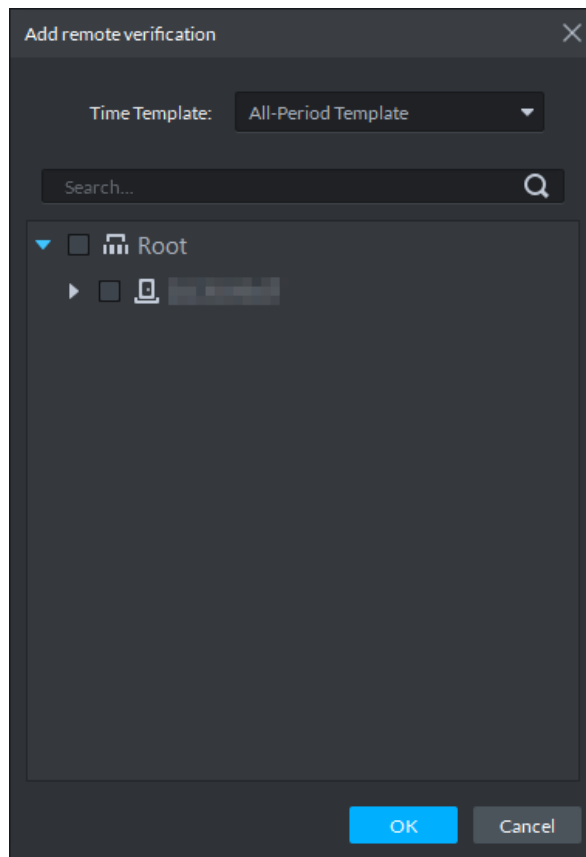 Add remote verification
Time Template: All-Period Template
Search...
Root
OK Cancel